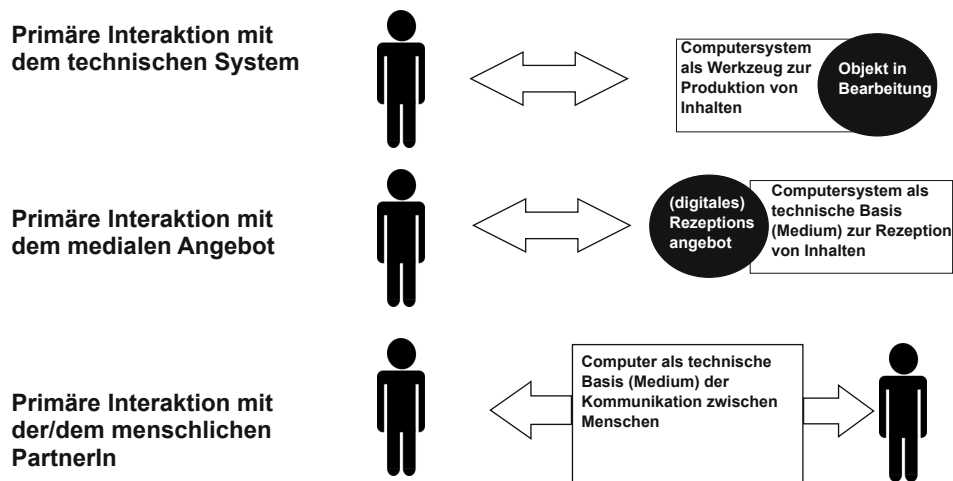 Primäre Interaktion mit
dem technischen System
Computersystem
als Werkzeug zur
Produktion von
Inhalten
Objekt in
Bearbeitung
Primäre Interaktion mit
dem medialen Angebot
(digitales)
Rezeptions
angebot
Computersystem als
technische Basis
(Medium) zur Rezeption
von Inhalten
Primäre Interaktion mit
der/dem menschlichen
PartnerIn
Computer als technische
Basis (Medium) der
Kommunikation zwischen
Menschen